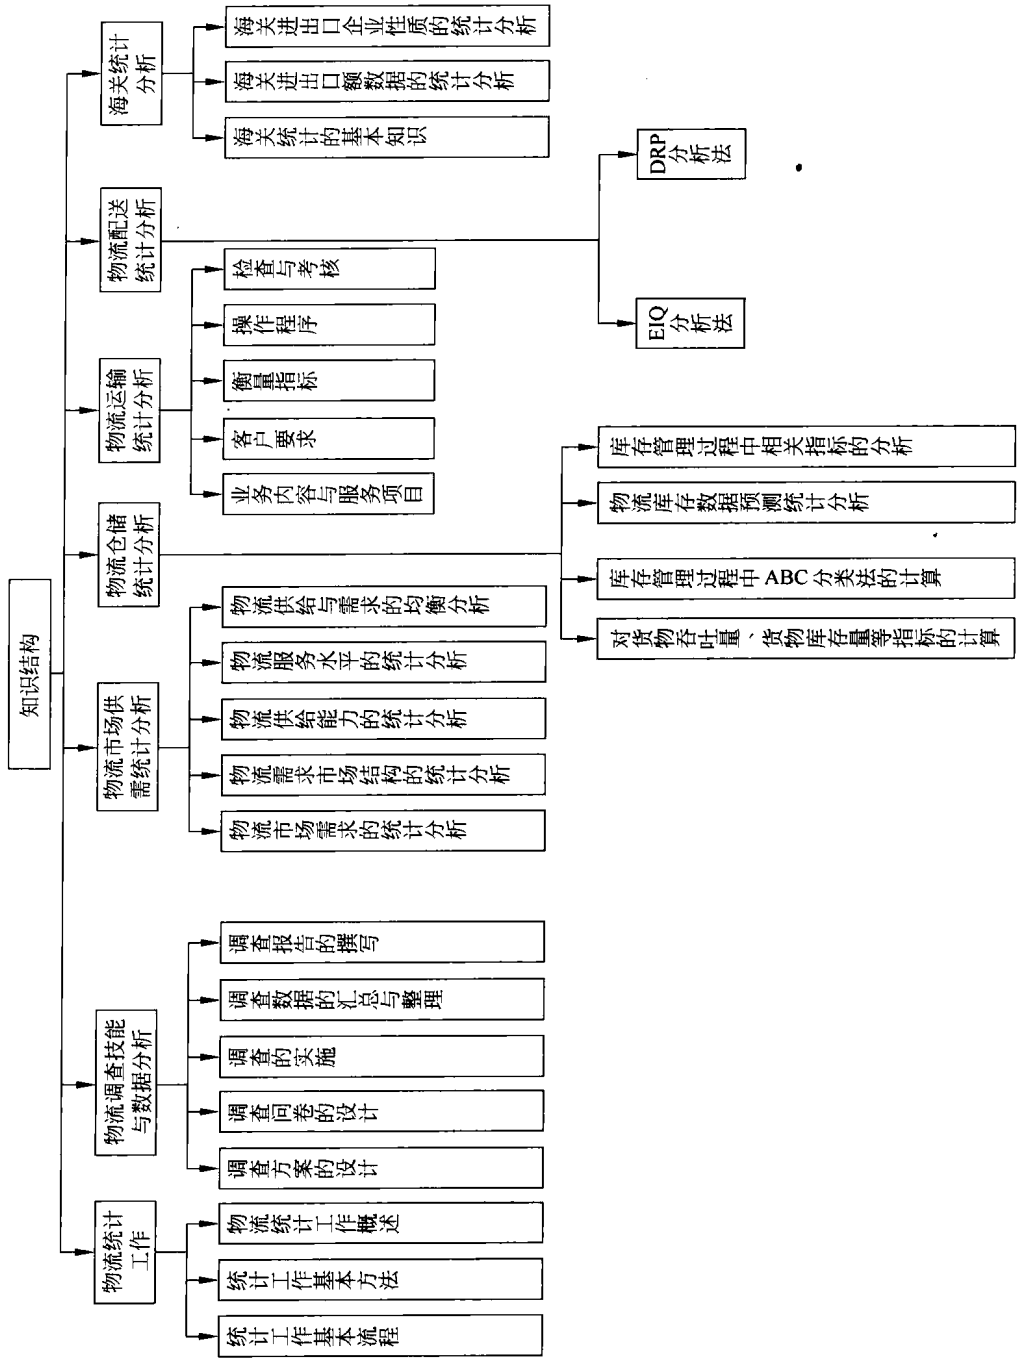 知识结构
物流统计
工作
物流调查技能
与数据分析
物流市场供
需统计分析
物流仓储
统计分析
物流运输
统计分析
物流配送
统计分析
海关统计
分析
统计工作基本流程
统计工作基本方法
物流统计工作概述
调查方案的设计
调查问卷的设计
调查的实施
调查数据的汇总与整理
调查报告的撰写
物流市场需求的统计分析
物流需求市场结构的统计分析
物流供给能力的统计分析
物流服务水平的统计分析
物流供给与需求的均衡分析
业务内容与服务项目
客户要求
衡量指标
操作程序
检查与考核
海关统计的基本知识
海关进出口额数据的统计分析
海关进出口企业性质的统计分析
对货物吞吐量、货物库存量等指标的计算
库存管理过程中ABC分类法的计算
物流库存数据预测统计分析
库存管理过程中相关指标的分析
EIQ分析法
DRP分析法